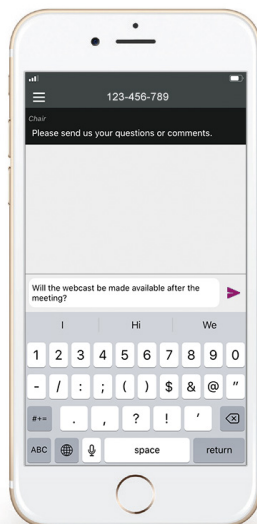 123-456-789
Chair
Please send us your questions or comments.
Will the webcast be made available after the
meeting?
I Hi We
1 2 3 4 5 6 7 8 9 0
- / : ; ( ) $ & @ "
#+= . , ? ! '
ABC space return